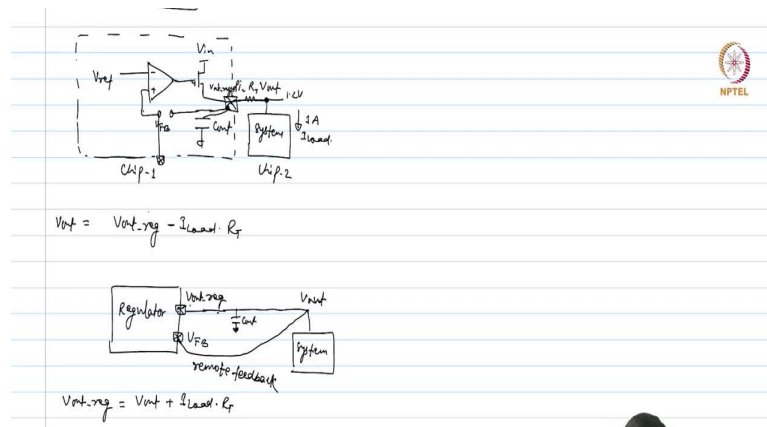 Vin
Vref
Vout-reg RT Vout 1.2V
VFB
Cout
System
1A
ILoad.
Chip-1
Chip-2
NPTEL
Vout = Vout-reg - ILoad. RT
Regulator
Vout-reg
Vout
Cout
VFB
System
remote feedback
Vout-reg = Vout + ILoad. RT